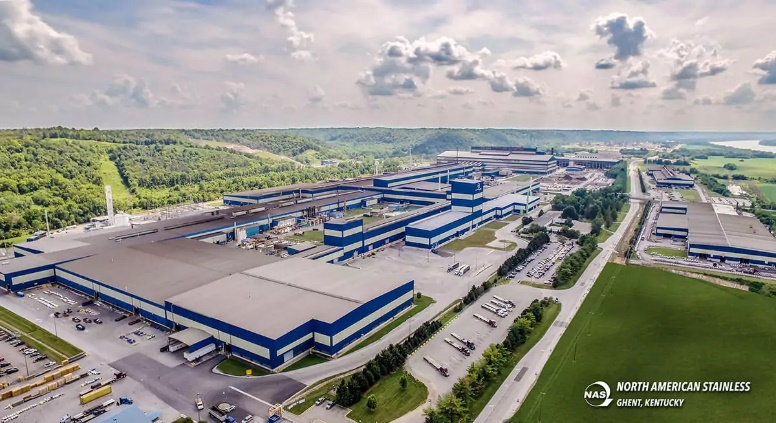 NAS
NORTH AMERICAN STAINLESS
GHENT, KENTUCKY